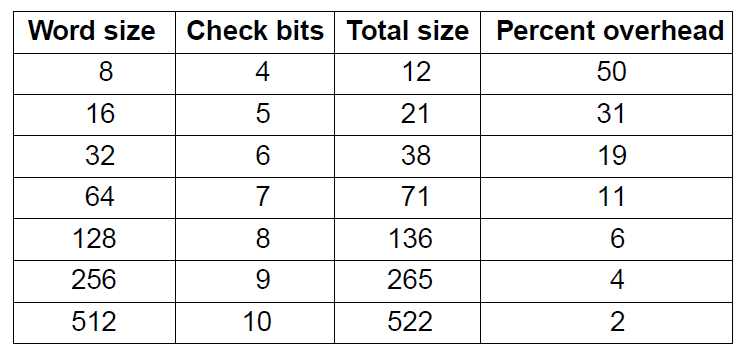 Word size Check bits Total size Percent overhead
8 4 12 50
16 5 21 31
32 6 38 19
64 7 71 11
128 8 136 6
256 9 265 4
512 10 522 2